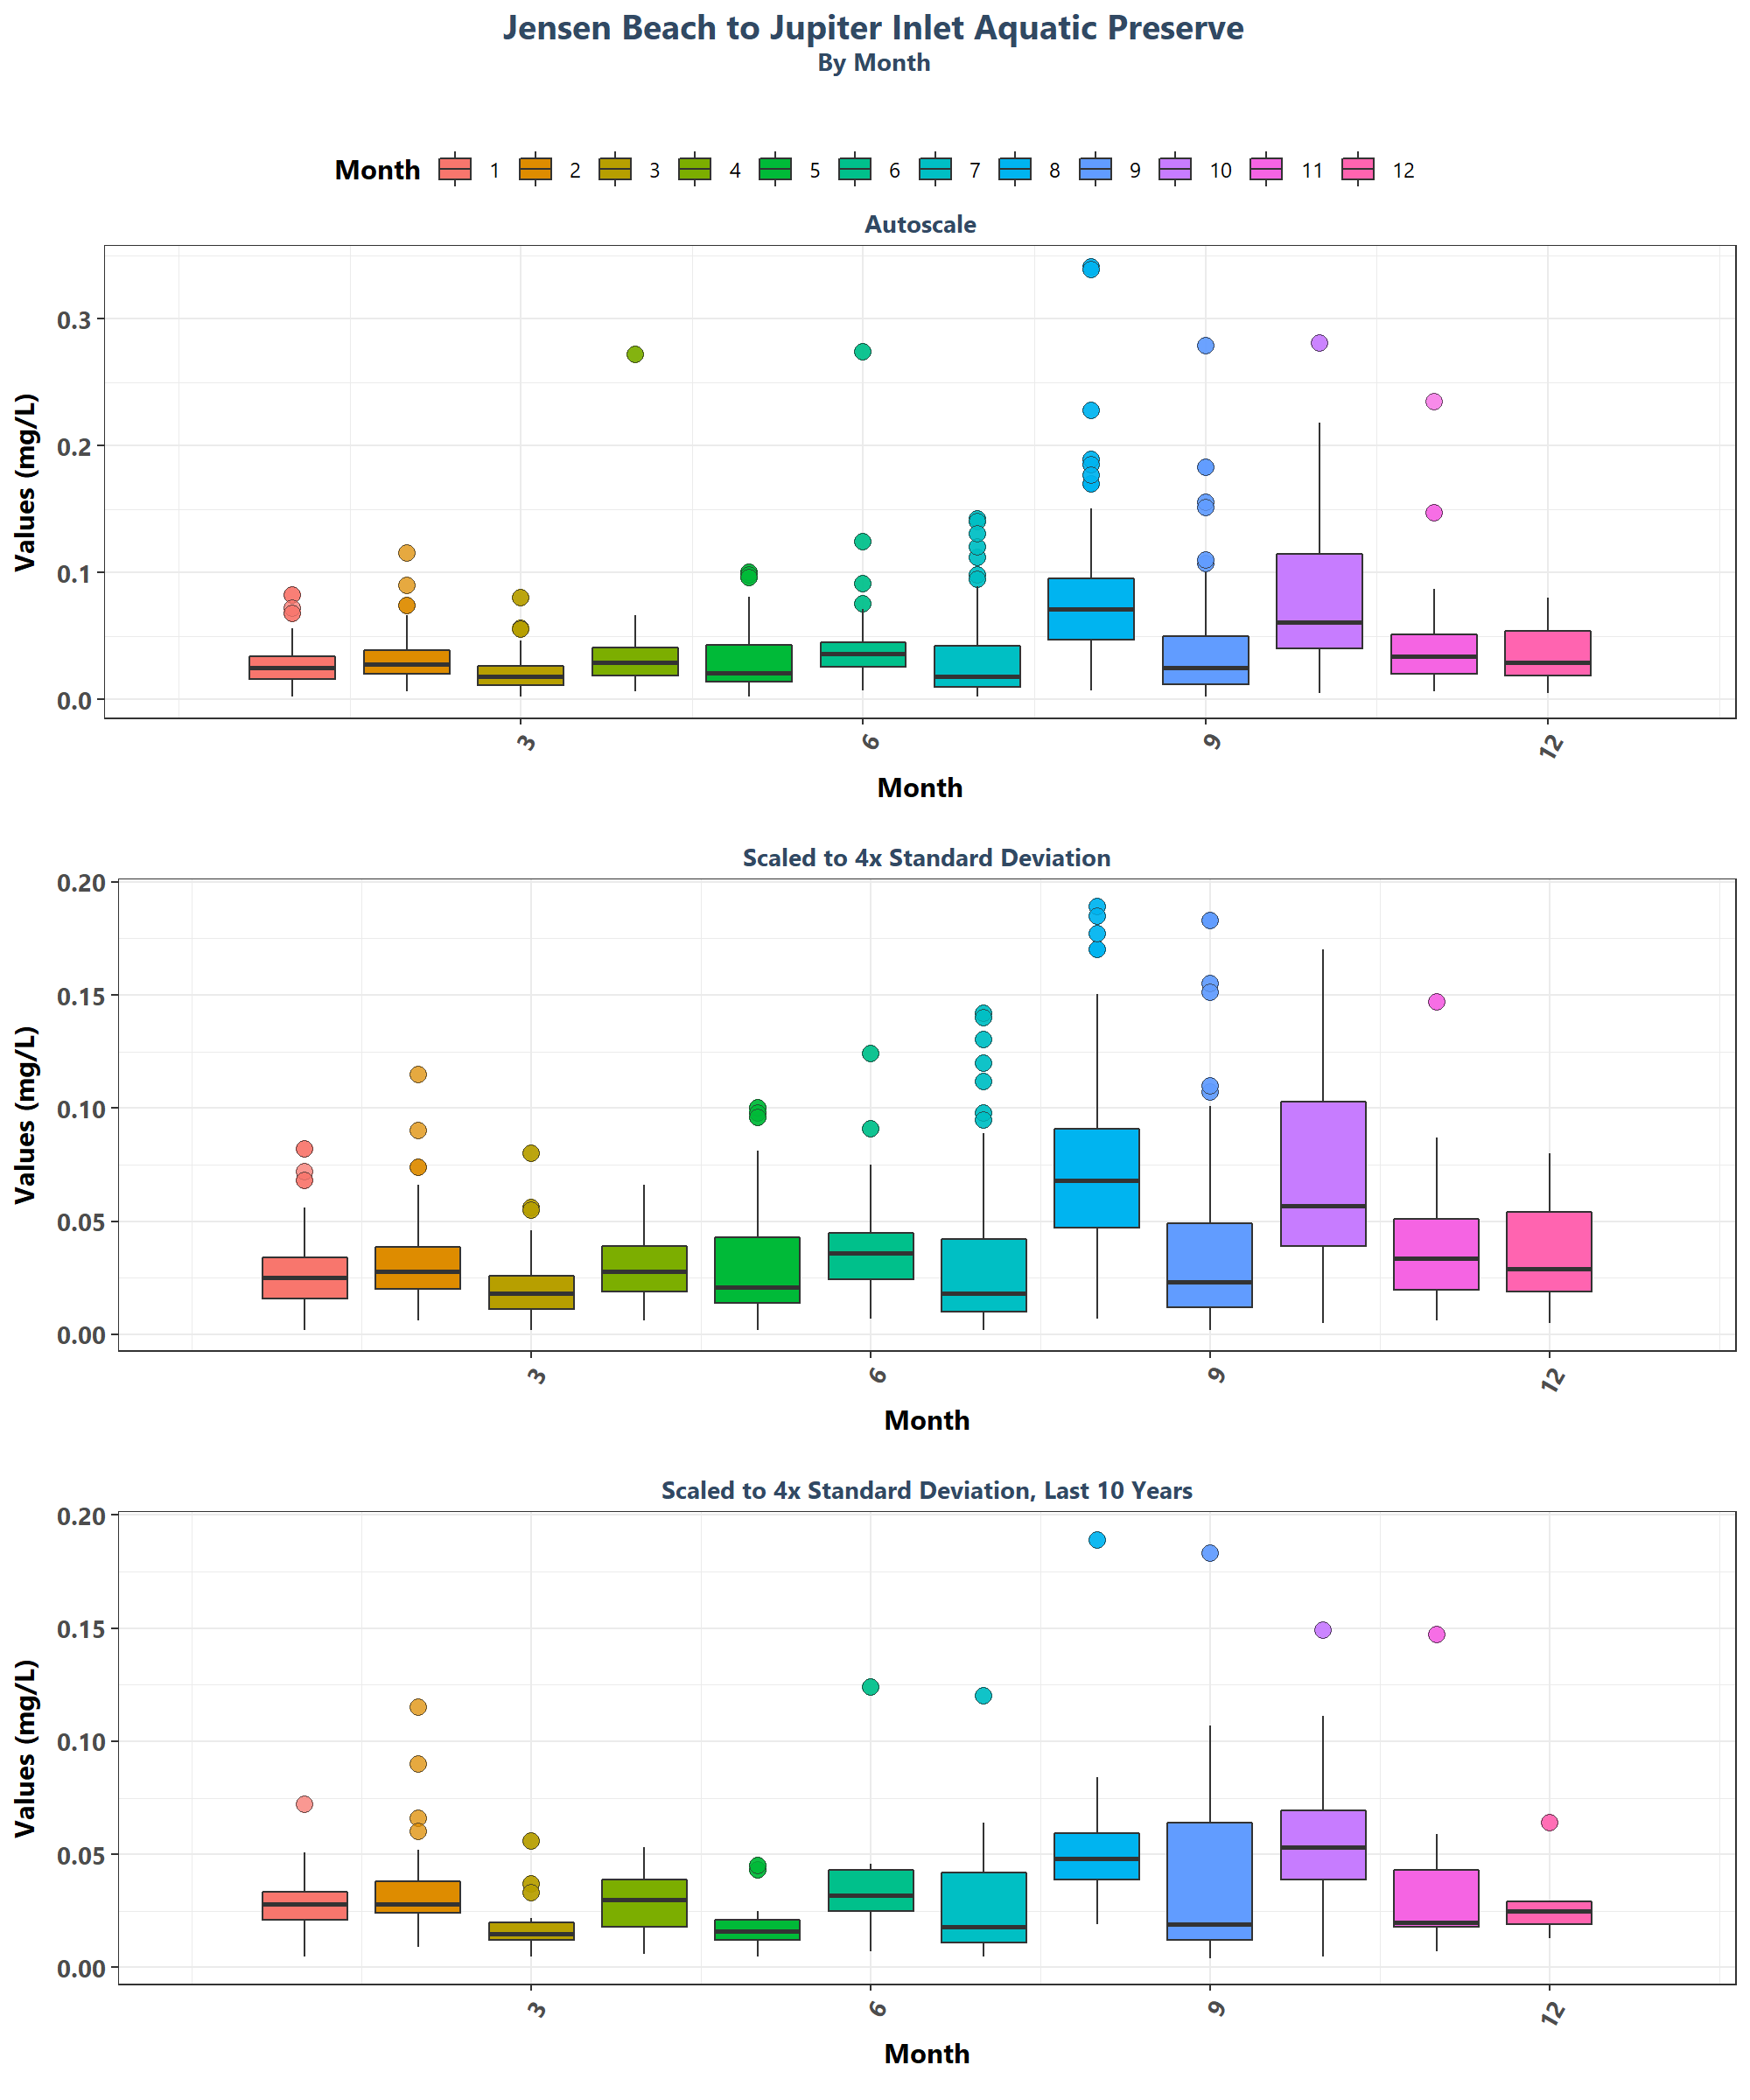 Jensen Beach to Jupiter Inlet Aquatic Preserve
By Month
Month 1 2 3 4 5 6 7 8 9 10 11 12
Autoscale
Values (mg/L)
0.3
0.2
0.1
0.0
3 6 9 12
Month
Scaled to 4x Standard Deviation
Values (mg/L)
0.20
0.15
0.10
0.05
0.00
3 6 9 12
Month
Scaled to 4x Standard Deviation, Last 10 Years
Values (mg/L)
0.20
0.15
0.10
0.05
0.00
3 6 9 12
Month